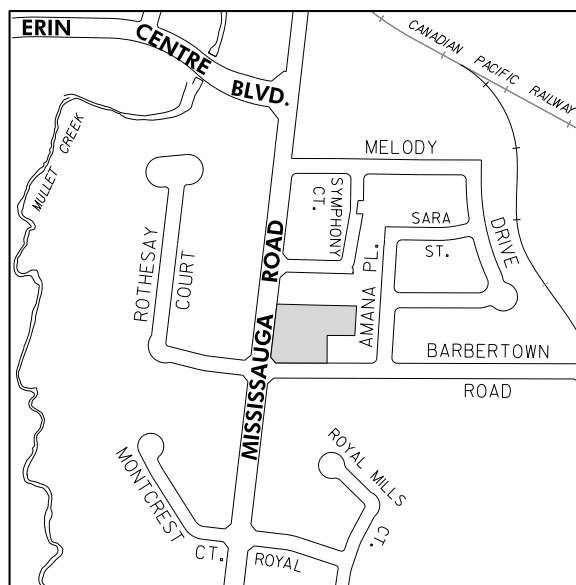 ERIN
CENTRE
BLVD.
CANADIAN PACIFIC RAILWAY
MULLET CREEK
MELODY
DRIVE
SYMPHONY
CT.
SARA
ST.
AMANA PL.
ROTHESAY
COURT
MISSISSAUGA ROAD
BARBERTOWN
ROAD
MONTCREST
CT.
ROYAL MILLS
CT.
ROYAL